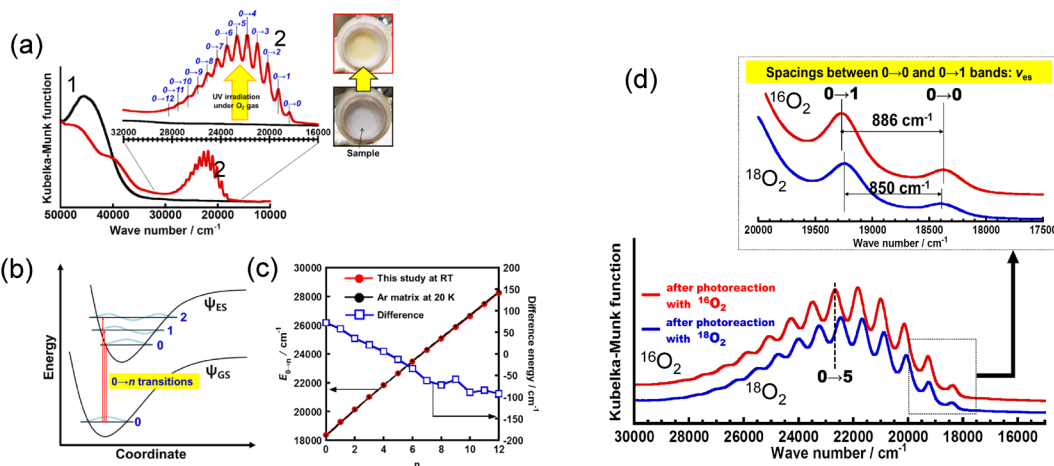 (a)
Kubelka-Munk function
1
2
0→4
0→5
0→3
0→6
0→7
0→2
0→8
0→9
0→1
0→10
0→11
0→12
0→0
UV irradiation
under O2 gas
32000 28000 24000 20000 16000
2
50000 40000 30000 20000 10000
Wave number / cm-1
Sample
(b)
Energy
ΨES
2
1
0
ΨGS
0→n transitions
0
Coordinate
(c)
This study at RT
Ar matrix at 20 K
Difference
E0→n / cm-1
30000
28000
26000
24000
22000
20000
18000
200
150
100
50
0
-50
-100
-150
-200
Difference energy / cm-1
0 2 4 6 8 10 12
n
(d)
Spacings between 0→0 and 0→1 bands: νes
0→1 0→0
16O2
886 cm-1
18O2
850 cm-1
20000 19500 19000 18500 18000 17500
Wave number / cm-1
Kubelka-Munk function
after photoreaction
with 16O2
after photoreaction
with 18O2
16O2
18O2
0→5
30000 28000 26000 24000 22000 20000 18000 16000
Wave number / cm-1